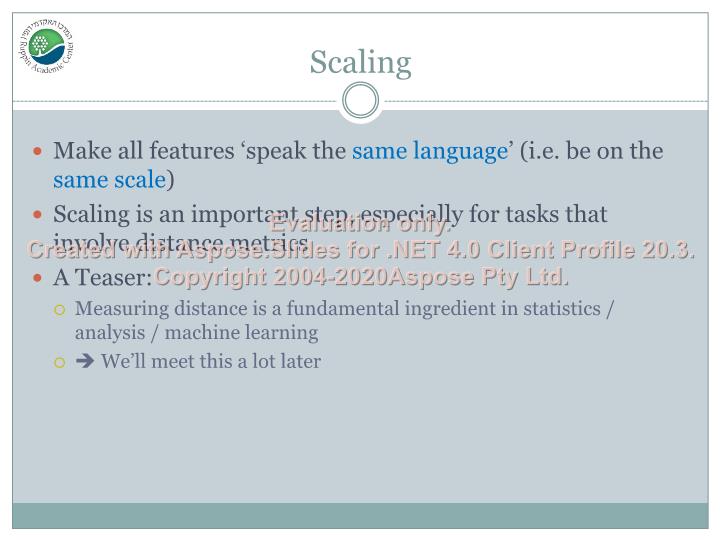 המרכז האקדמי רופין
Ruppin Academic Center
Scaling
Make all features ‘speak the same language’ (i.e. be on the
same scale)
Scaling is an important step, especially for tasks that
involve distance metrics
Evaluation only.
Created with Aspose.Slides for .NET 4.0 Client Profile 20.3.
Copyright 2004-2020Aspose Pty Ltd.
A Teaser:
Measuring distance is a fundamental ingredient in statistics /
analysis / machine learning
➔ We’ll meet this a lot later